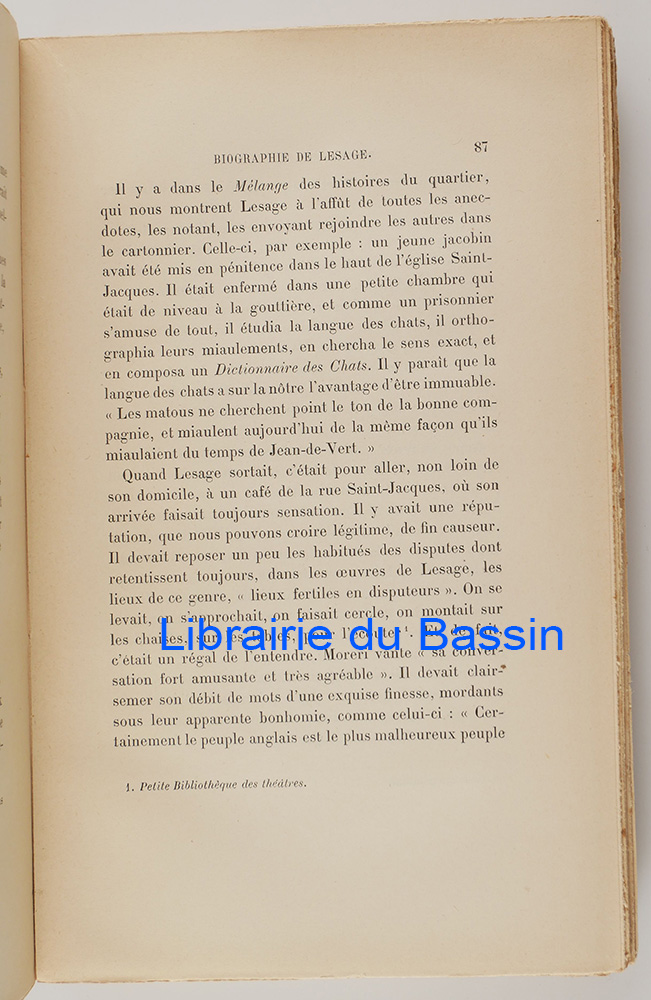 BIOGRAPHIE DE LESAGE.
87
Il y a dans le Mélange des histoires du quartier,
qui nous montrent Lesage à l'affût de toutes les anec-
dotes, les notant, les envoyant rejoindre les autres dans
le cartonnier. Celle-ci, par exemple : un jeune jacobin
avait été mis en pénitence dans le haut de l'église Saint-
Jacques. Il était enfermé dans une petite chambre qui
était de niveau à la gouttière, et comme un prisonnier
s'amuse de tout, il étudia la langue des chats, il ortho-
graphia leurs miaulements, en chercha le sens exact, et
en composa un Dictionnaire des Chats. Il y paraît que la
langue des chats a sur la nôtre l'avantage d'être immuable.
« Les matous ne cherchent point le ton de la bonne com-
pagnie, et miaulent aujourd'hui de la même façon qu'ils
miaulaient du temps de Jean-de-Vert. »
Quand Lesage sortait, c'était pour aller, non loin de
son domicile, à un café de la rue Saint-Jacques, où son
arrivée faisait toujours sensation. Il y avait une répu-
tation, que nous pouvons croire légitime, de fin causeur.
Il devait reposer un peu les habitués des disputes dont
retentissent toujours, dans les œuvres de Lesage, les
lieux de ce genre, « lieux fertiles en disputeurs ». On se
levait, on s'approchait, on faisait cercle, on montait sur
les chaises, sur les tables, pour l'écouter 1. Et, de fait,
c'était un régal de l'entendre. Moreri vante « sa conver-
sation fort amusante et très agréable ». Il devait clair-
semer son débit de mots d'une exquise finesse, mordants
sous leur apparente bonhomie, comme celui-ci : « Cer-
tainement le peuple anglais est le plus malheureux peuple
1. Petite Bibliothèque des théâtres.
Librairie du Bassin